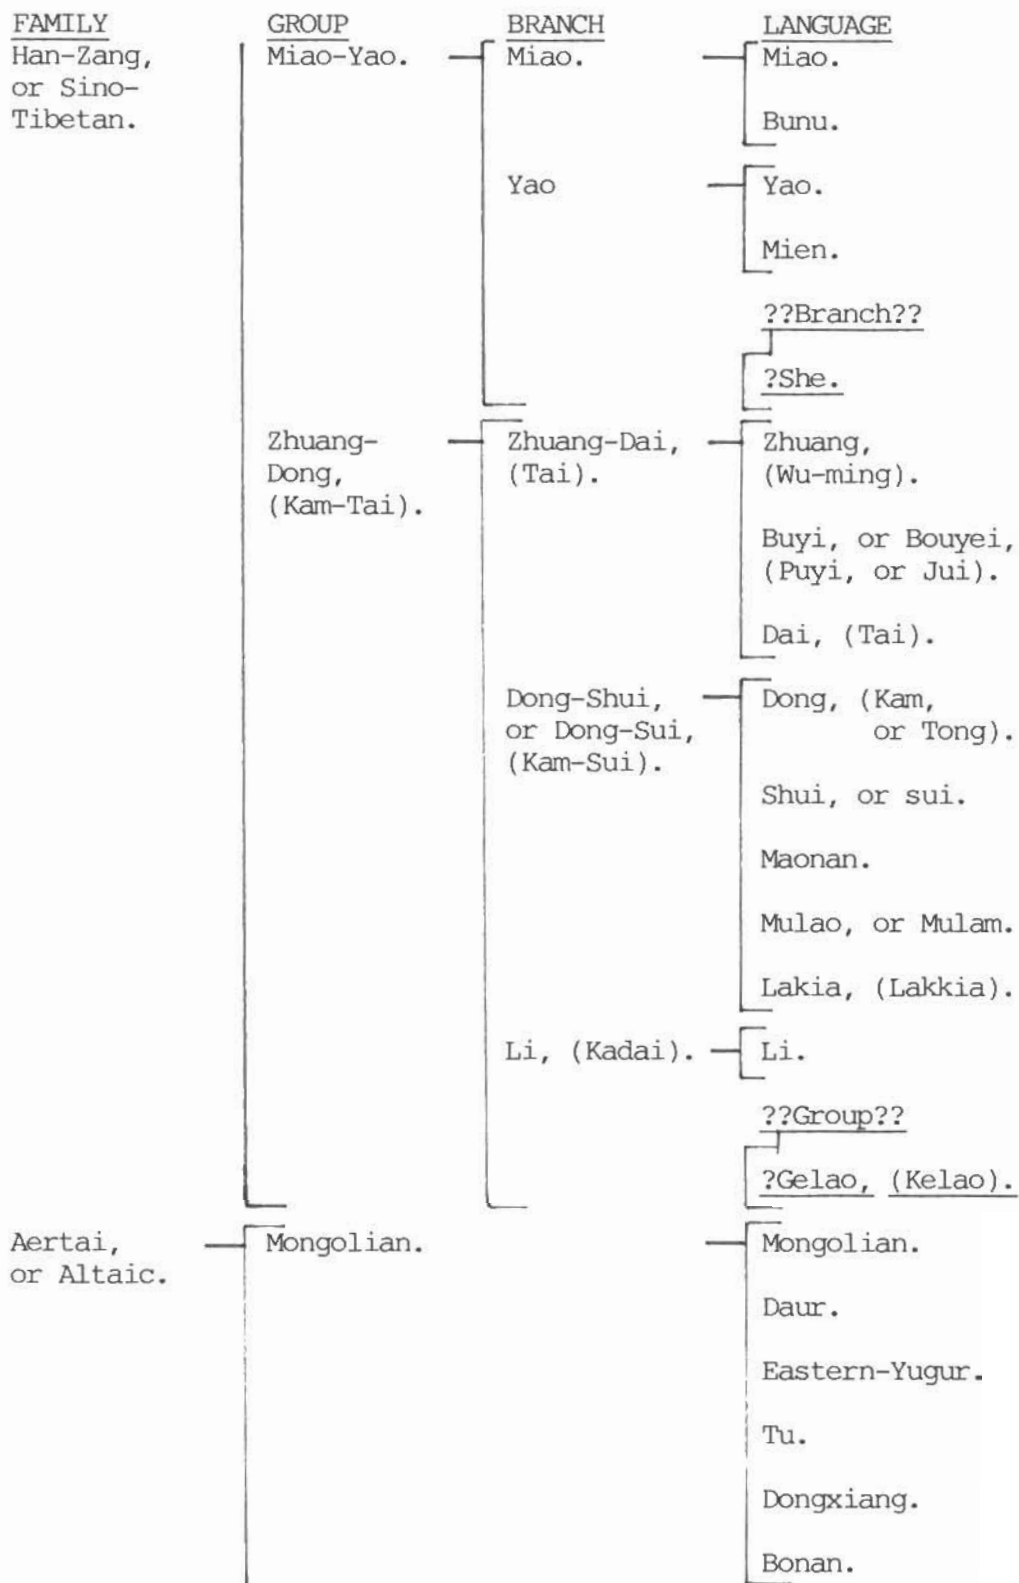 FAMILY GROUP BRANCH LANGUAGE
Han-Zang, Miao-Yao. Miao. Miao.
or Sino-
Tibetan. Bunu.
Yao Yao.
Mien.
??Branch??
?She.
Zhuang- Zhuang-Dai, Zhuang,
Dong, (Tai). (Wu-ming).
(Kam-Tai).
Buyi, or Bouyei,
(Puyi, or Jui).
Dai, (Tai).
Dong-Shui, Dong, (Kam,
or Dong-Sui, or Tong).
(Kam-Sui).
Shui, or sui.
Maonan.
Mulao, or Mulam.
Lakia, (Lakkia).
Li, (Kadai). Li.
??Group??
?Gelao, (Kelao).
Aertai, Mongolian. Mongolian.
or Altaic.
Daur.
Eastern-Yugur.
Tu.
Dongxiang.
Bonan.